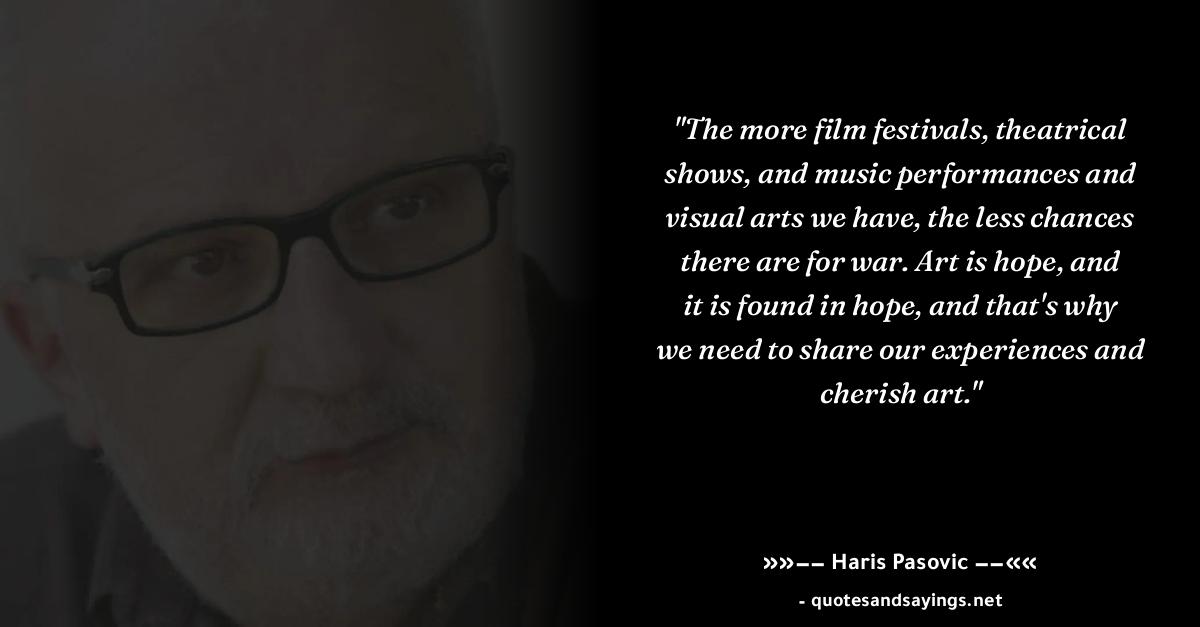 "The more film festivals, theatrical
shows, and music performances and
visual arts we have, the less chances
there are for war. Art is hope, and
it is found in hope, and that's why
we need to share our experiences and
cherish art."
»»–– Haris Pasovic ––««
- quotesandsayings.net